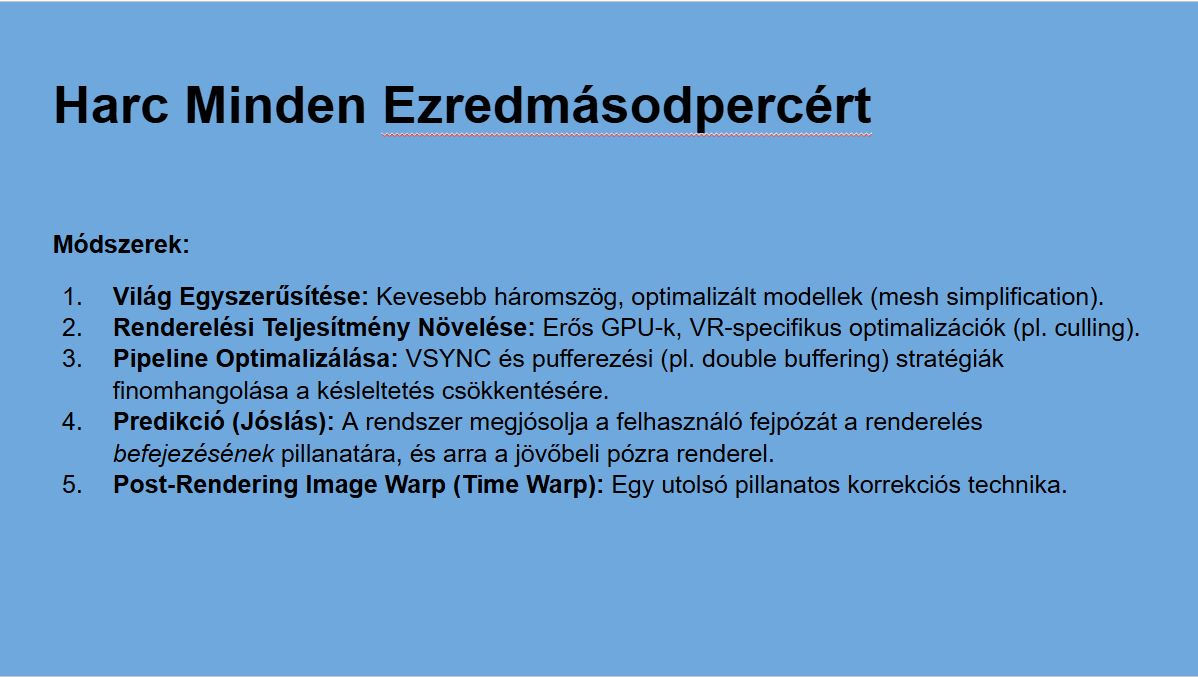 Harc Minden Ezredmásodpercért
Módszerek:
1. Világ Egyszerűsítése: Kevesebb háromszög, optimalizált modellek (mesh simplification).
2. Renderelési Teljesítmény Növelése: Erős GPU-k, VR-specifikus optimalizációk (pl. culling).
3. Pipeline Optimalizálása: VSYNC és pufferezési (pl. double buffering) stratégiák
finomhangolása a késleltetés csökkentésére.
4. Predikció (Jóslás): A rendszer megjósolja a felhasználó fejpózát a renderelés
befejezésének pillanatára, és arra a jövőbeli pózra renderel.
5. Post-Rendering Image Warp (Time Warp): Egy utolsó pillanatos korrekciós technika.